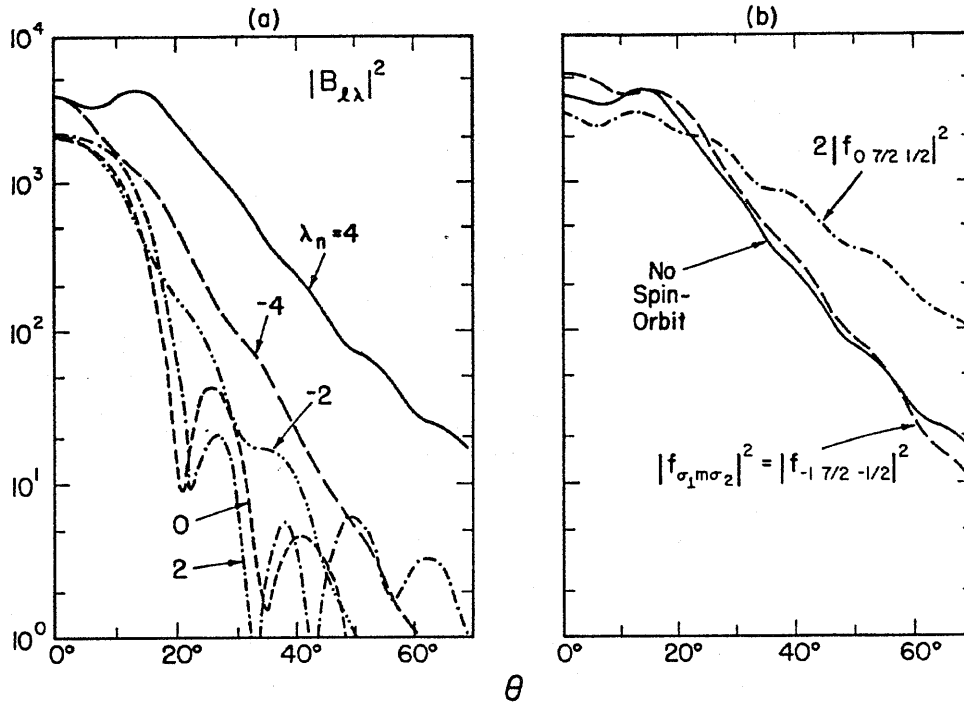 (a)
(b)
10⁴
10³
10²
10¹
10⁰
|B_{ℓλ}|²
λₙ=4
-4
-2
0
2
0° 20° 40° 60°
2|f_{0 7/2 1/2}|²
No
Spin-
Orbit
|f_{σ₁mσ₂}|² = |f_{-1 7/2 -1/2}|²
0° 20° 40° 60°
θ